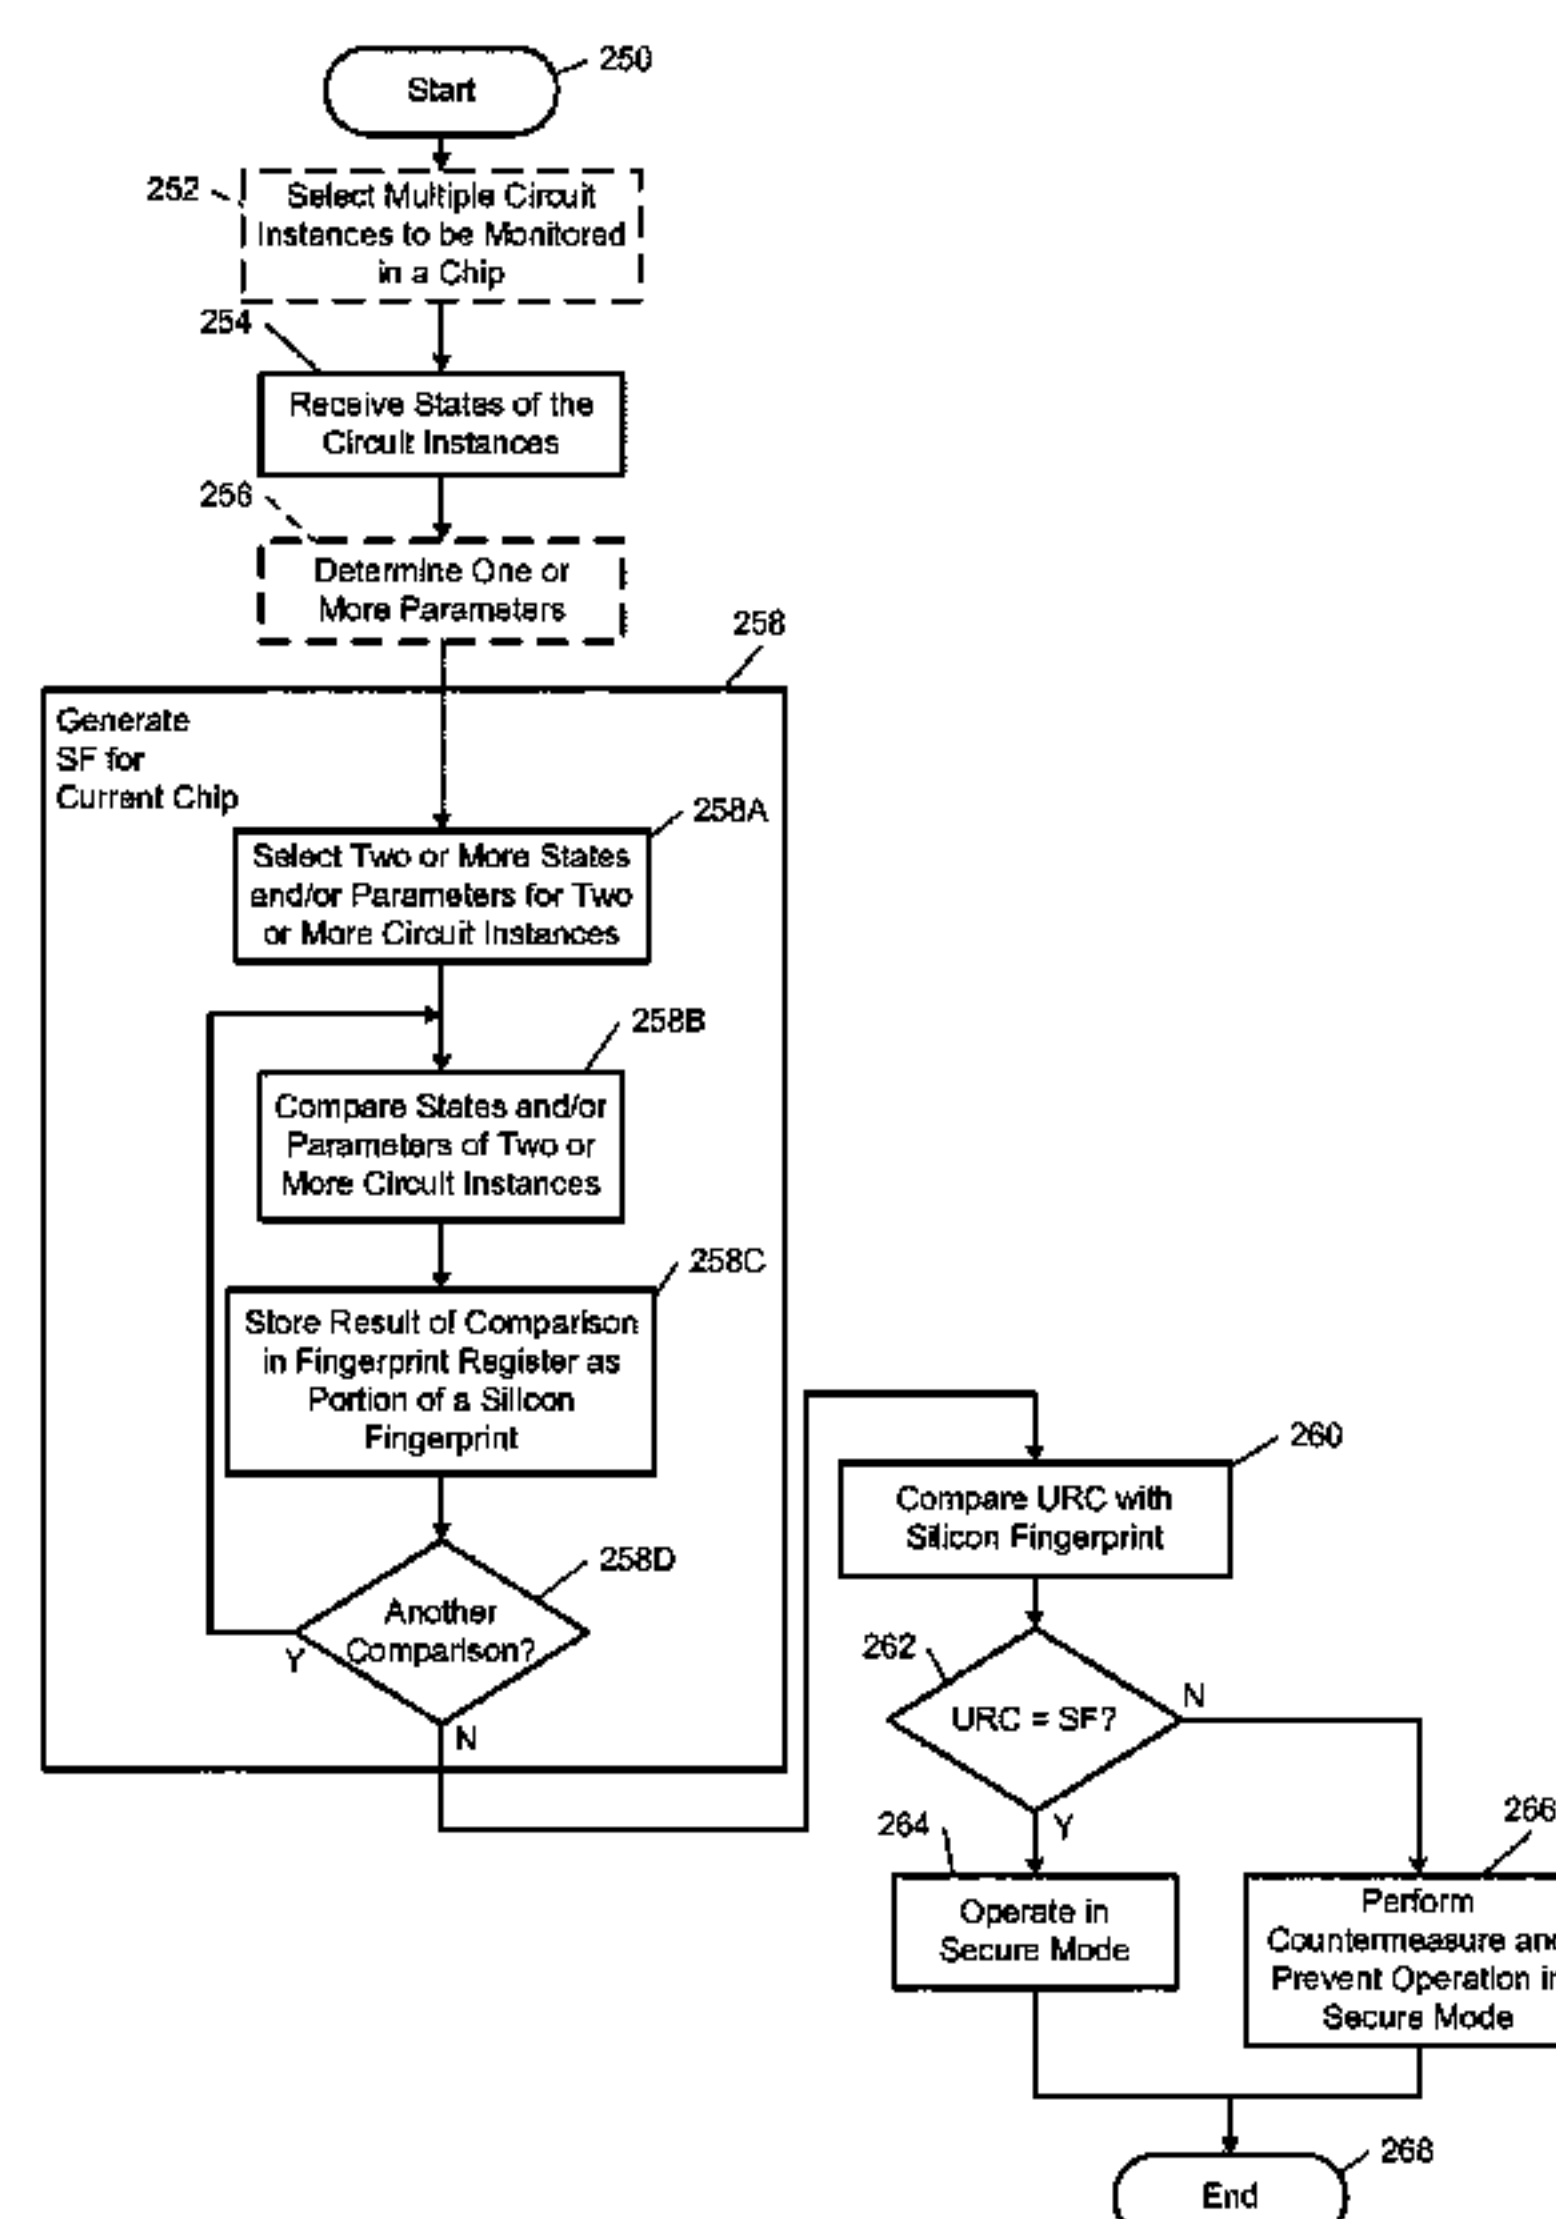 Start
250
252
Select Multiple Circuit
Instances to be Monitored
in a Chip
254
Receive States of the
Circuit Instances
256
Determine One or
More Parameters
258
Generate
SF for
Current Chip
258A
Select Two or More States
and/or Parameters for Two
or More Circuit Instances
258B
Compare States and/or
Parameters of Two or
More Circuit Instances
258C
Store Result of Comparison
in Fingerprint Register as
Portion of a Silicon
Fingerprint
258D
Another
Comparison?
Y
N
260
Compare URC with
Silicon Fingerprint
262
URC = SF?
N
Y
264
Operate in
Secure Mode
266
Perform
Countermeasure and
Prevent Operation in
Secure Mode
268
End